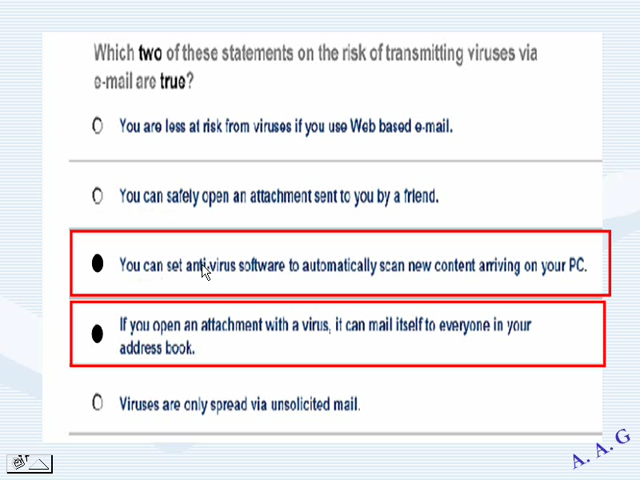 Which two of these statements on the risk of transmitting viruses via
e-mail are true?
You are less at risk from viruses if you use Web based e-mail.
You can safely open an attachment sent to you by a friend.
You can set anti-virus software to automatically scan new content arriving on your PC.
If you open an attachment with a virus, it can mail itself to everyone in your
address book.
Viruses are only spread via unsolicited mail.
A. A. G